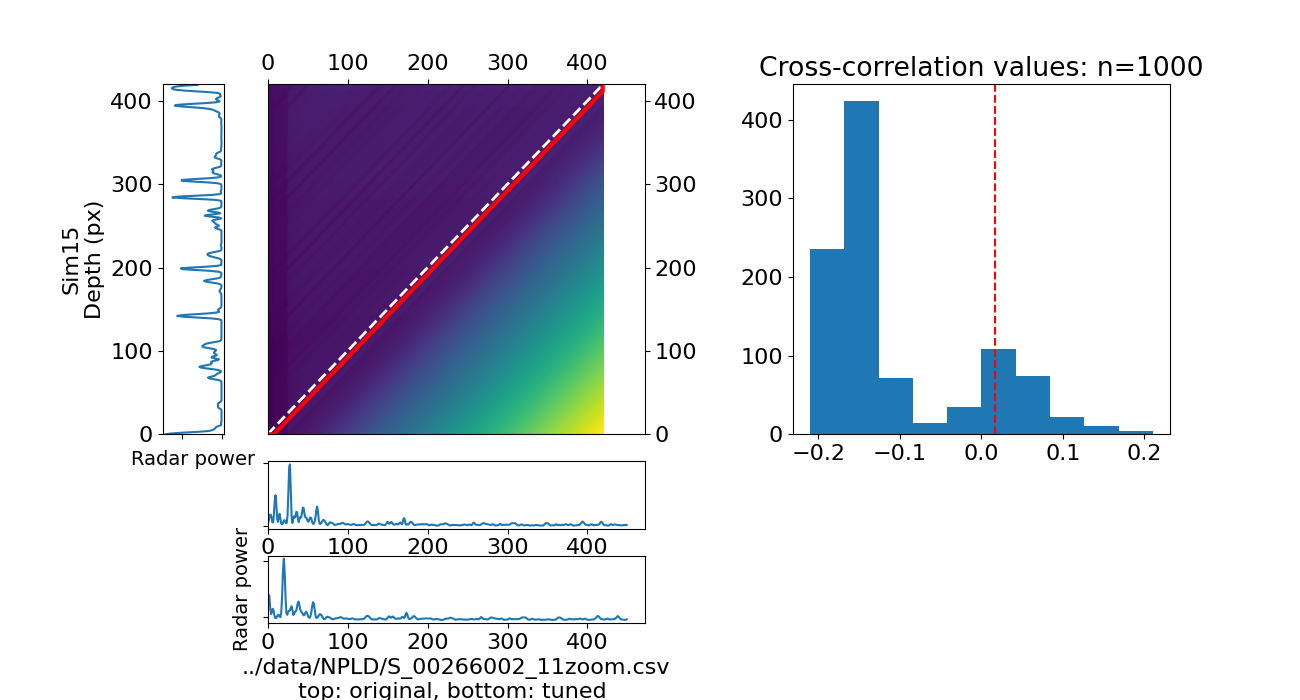 0 100 200 300 400
Cross-correlation values: n=1000
Sim15
Depth (px)
400
300
200
100
0
400
300
200
100
0
400
300
200
100
0
−0.2 −0.1 0.0 0.1 0.2
Radar power
0 100 200 300 400
Radar power
0 100 200 300 400
../data/NPLD/S_00266002_11zoom.csv
top: original, bottom: tuned